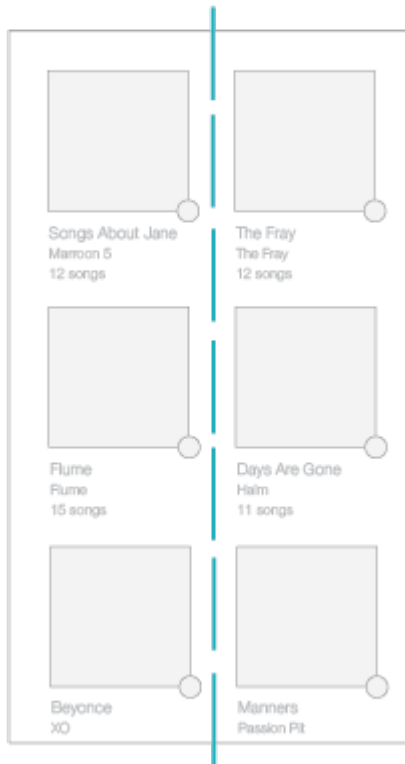 Songs About Jane
Marroon 5
12 songs
The Fray
The Fray
12 songs
Flume
Flume
15 songs
Days Are Gone
Haim
11 songs
Beyonce
XO
Manners
Passion Pit